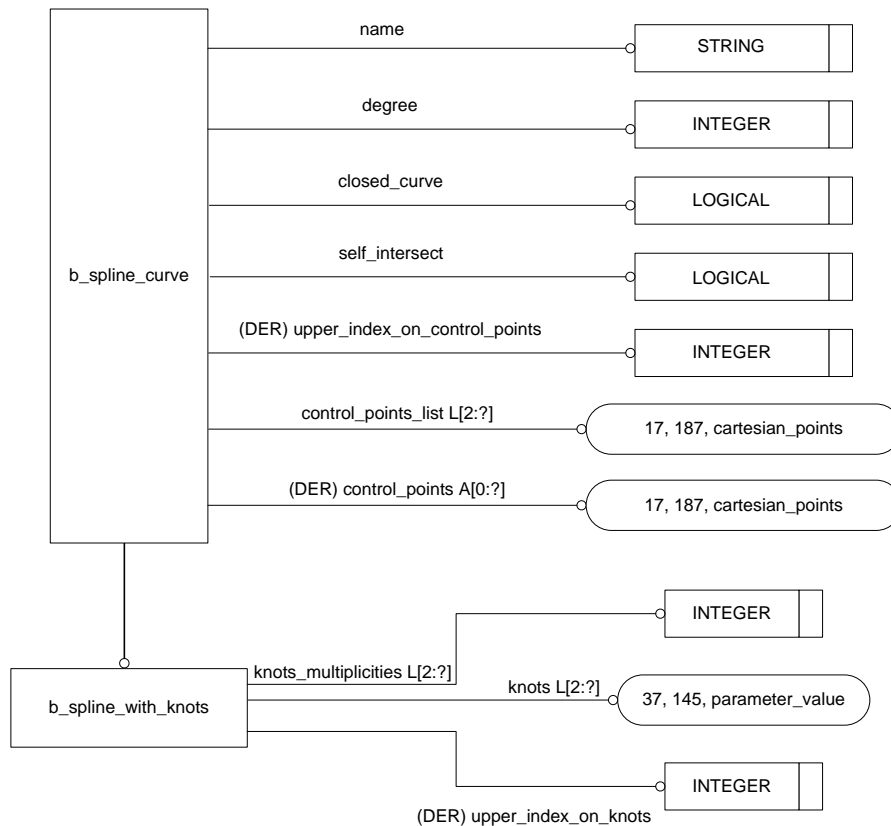 name
STRING
degree
INTEGER
closed_curve
LOGICAL
self_intersect
LOGICAL
b_spline_curve
(DER) upper_index_on_control_points
INTEGER
control_points_list L[2:?]
17, 187, cartesian_points
(DER) control_points A[0:?]
17, 187, cartesian_points
INTEGER
knots_multicities L[2:?]
knots L[2:?]
37, 145, parameter_value
b_spline_with_knots
INTEGER
(DER) upper_index_on_knots